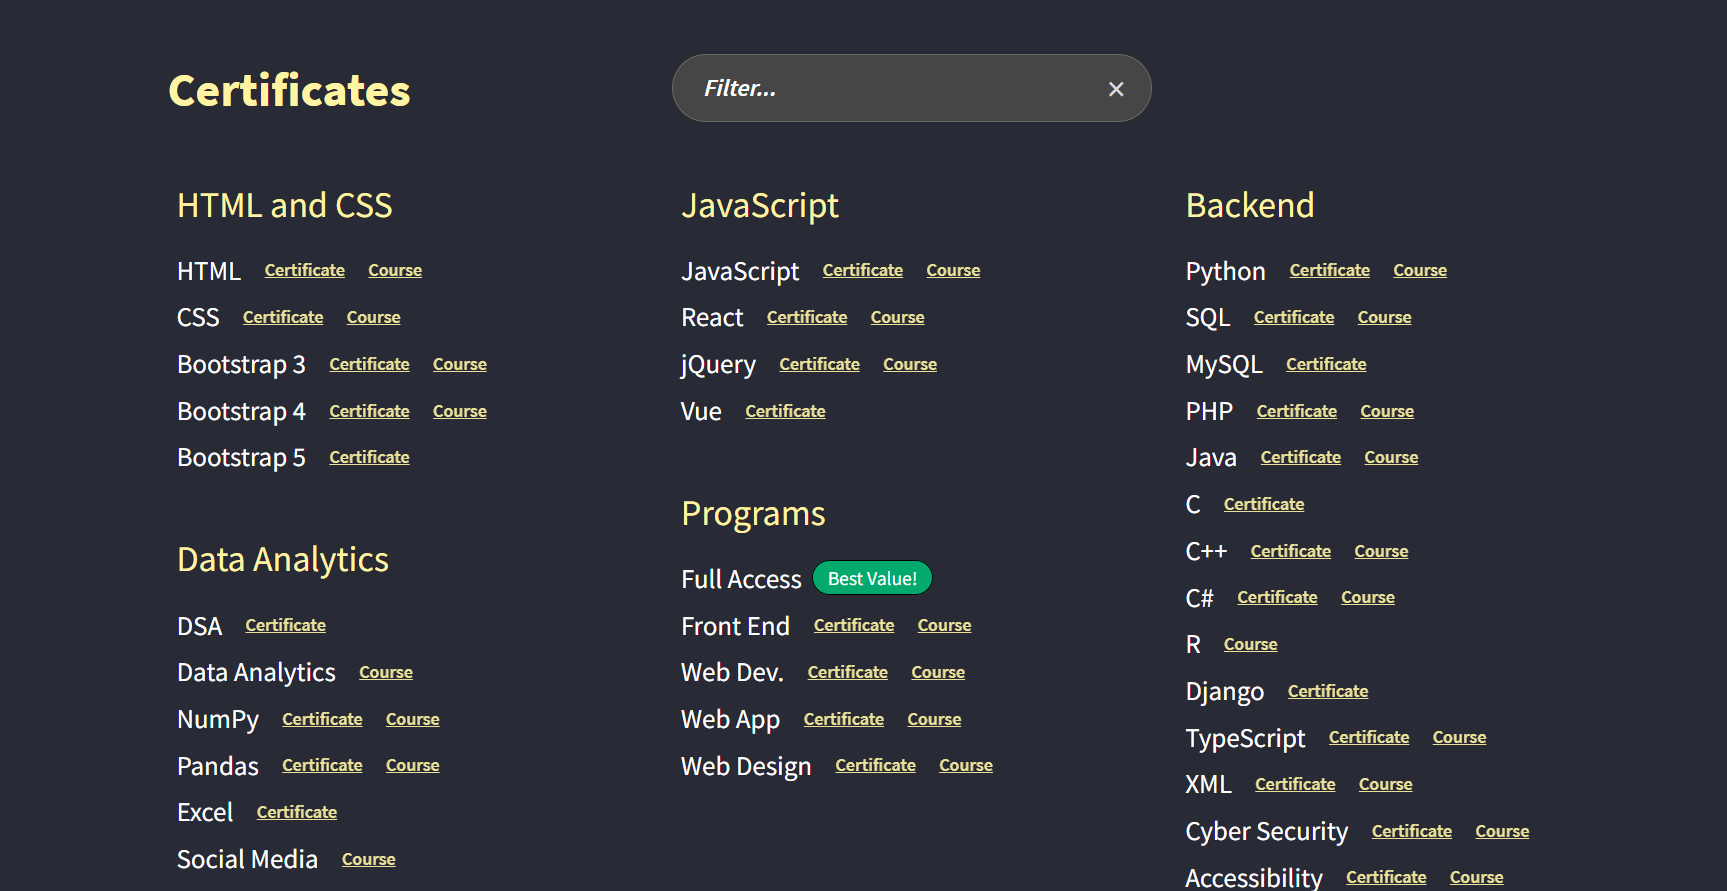 Certificates
Filter...
HTML and CSS
HTML Certificate Course
CSS Certificate Course
Bootstrap 3 Certificate Course
Bootstrap 4 Certificate Course
Bootstrap 5 Certificate
Data Analytics
DSA Certificate
Data Analytics Course
NumPy Certificate Course
Pandas Certificate Course
Excel Certificate
Social Media Course
JavaScript
JavaScript Certificate Course
React Certificate Course
jQuery Certificate Course
Vue Certificate
Programs
Full Access Best Value!
Front End Certificate Course
Web Dev. Certificate Course
Web App Certificate Course
Web Design Certificate Course
Backend
Python Certificate Course
SQL Certificate Course
MySQL Certificate
PHP Certificate Course
Java Certificate Course
C Certificate
C++ Certificate Course
C# Certificate Course
R Course
Django Certificate
TypeScript Certificate Course
XML Certificate Course
Cyber Security Certificate Course
Accessibility Certificate Course